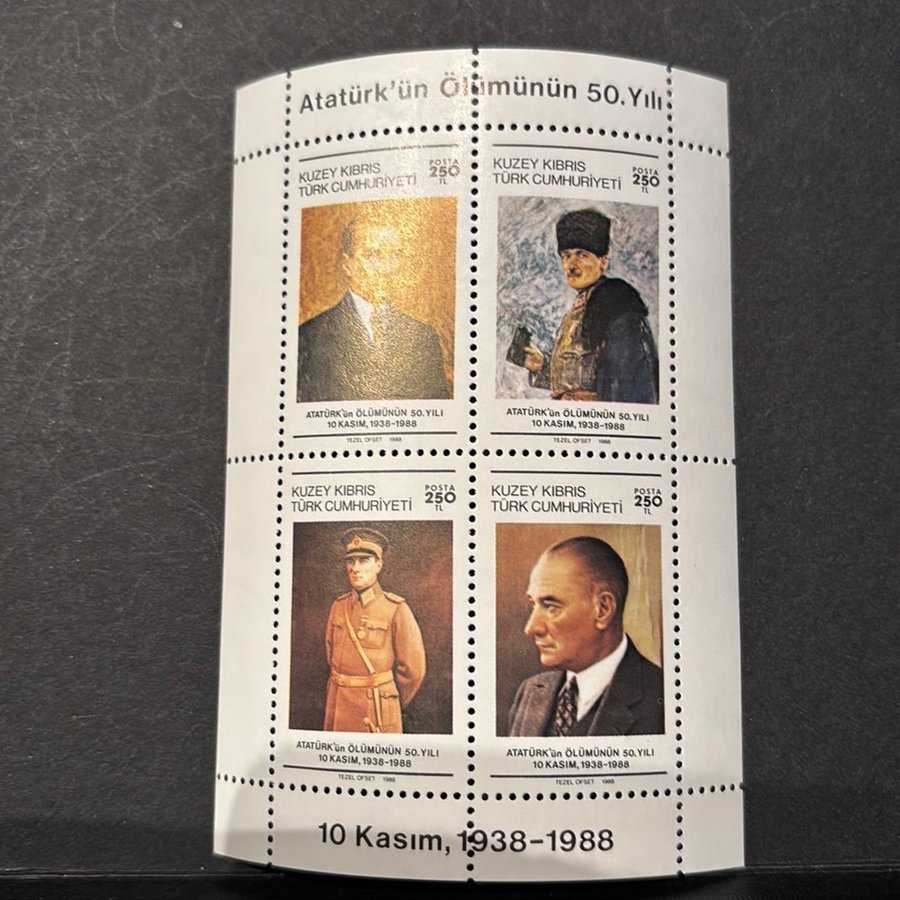 Atatürk'ün Ölümünün 50.Yılı
KUZEY KIBRIS
TÜRK CUMHURİYETİ
POSTA
250
TL
ATATÜRK'ün ÖLÜMÜNÜN 50.YILI
10 KASIM, 1938-1988
TEZEL OFSET 1988
KUZEY KIBRIS
TÜRK CUMHURİYETİ
POSTA
250
TL
ATATÜRK'ün ÖLÜMÜNÜN 50.YILI
10 KASIM, 1938-1988
TEZEL OFSET 1988
KUZEY KIBRIS
TÜRK CUMHURİYETİ
POSTA
250
TL
ATATÜRK'ün ÖLÜMÜNÜN 50.YILI
10 KASIM, 1938-1988
TEZEL OFSET 1988
KUZEY KIBRIS
TÜRK CUMHURİYETİ
POSTA
250
TL
ATATÜRK'ün ÖLÜMÜNÜN 50.YILI
10 KASIM, 1938-1988
TEZEL OFSET 1988
10 Kasım, 1938-1988